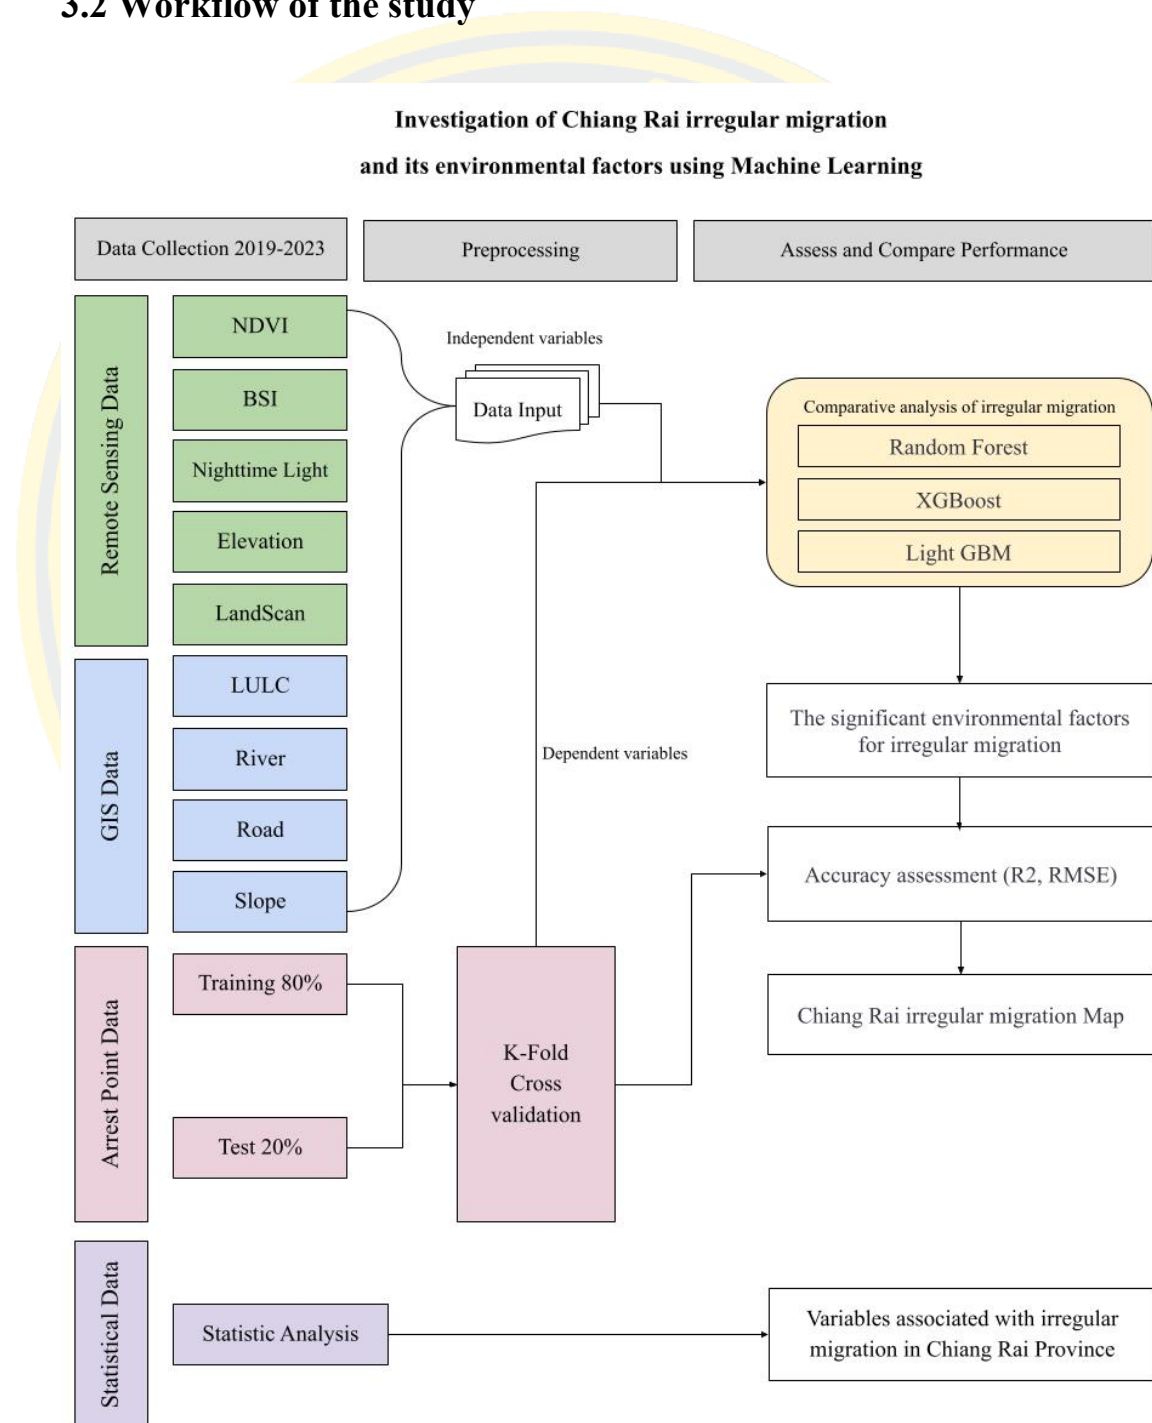 3.2 Workflow of the study
Investigation of Chiang Rai irregular migration
and its environmental factors using Machine Learning
Data Collection 2019-2023
Preprocessing
Assess and Compare Performance
Remote Sensing Data
NDVI
BSI
Nighttime Light
Elevation
LandScan
Independent variables
Data Input
Comparative analysis of irregular migration
Random Forest
XGBoost
Light GBM
GIS Data
LULC
River
Road
Slope
Dependent variables
The significant environmental factors
for irregular migration
Accuracy assessment (R2, RMSE)
Chiang Rai irregular migration Map
Arrest Point Data
Training 80%
Test 20%
K-Fold
Cross
validation
Statistical Data
Statistic Analysis
Variables associated with irregular
migration in Chiang Rai Province